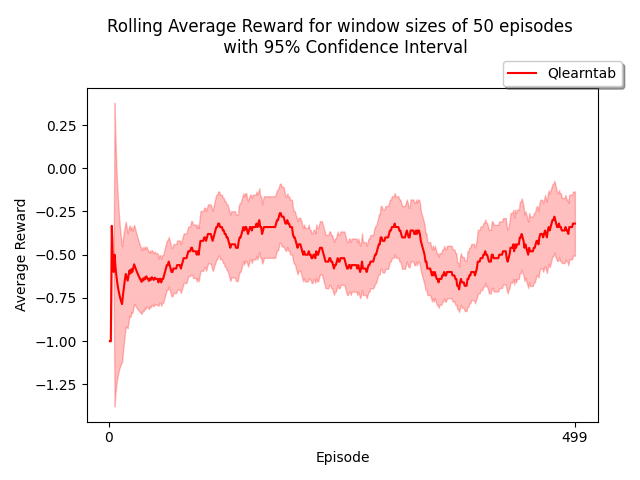 Rolling Average Reward for window sizes of 50 episodes
with 95% Confidence Interval
Qlearntab
0.25
0.00
−0.25
−0.50
−0.75
−1.00
−1.25
Average Reward
0
499
Episode